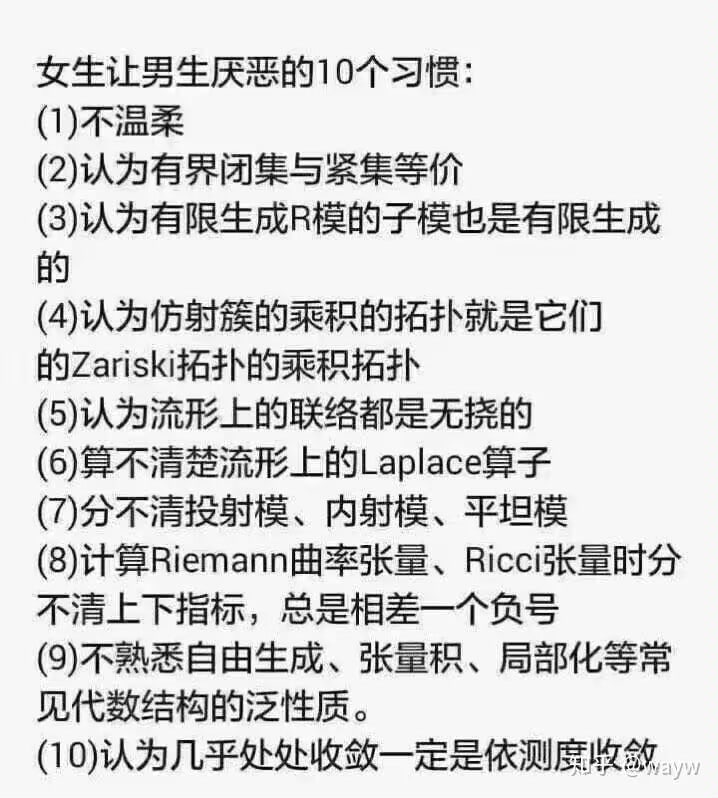 女生让男生厌恶的10个习惯：
(1)不温柔
(2)认为有界闭集与紧集等价
(3)认为有限生成R模的子模也是有限生成
的
(4)认为仿射簇的乘积的拓扑就是它们
的Zariski拓扑的乘积拓扑
(5)认为流形上的联络都是无挠的
(6)算不清楚流形上的Laplace算子
(7)分不清投射模、内射模、平坦模
(8)计算Riemann曲率张量、Ricci张量时分
不清上下指标，总是相差一个负号
(9)不熟悉自由生成、张量积、局部化等常
见代数结构的泛性质。
(10)认为几乎处处收敛一定是依测度收敛
知乎 @wayw